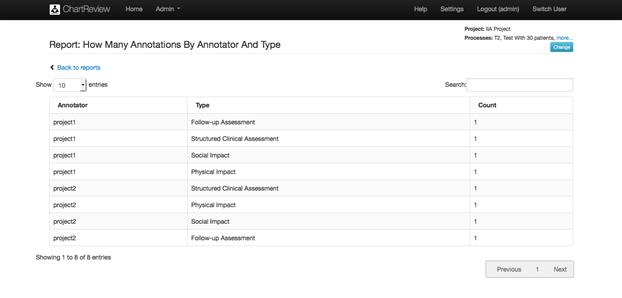 ChartReview Home Admin Help Settings Logout (admin) Switch User
Project: IIA Project
Processes: T2, Test With 30 patients, more...
Change
Report: How Many Annotations By Annotator And Type
Back to reports
Show 10 entries Search:
Annotator Type Count
project1 Follow-up Assessment 1
project1 Structured Clinical Assessment 1
project1 Social Impact 1
project1 Physical Impact 1
project2 Structured Clinical Assessment 1
project2 Physical Impact 1
project2 Social Impact 1
project2 Follow-up Assessment 1
Showing 1 to 8 of 8 entries
Previous 1 Next